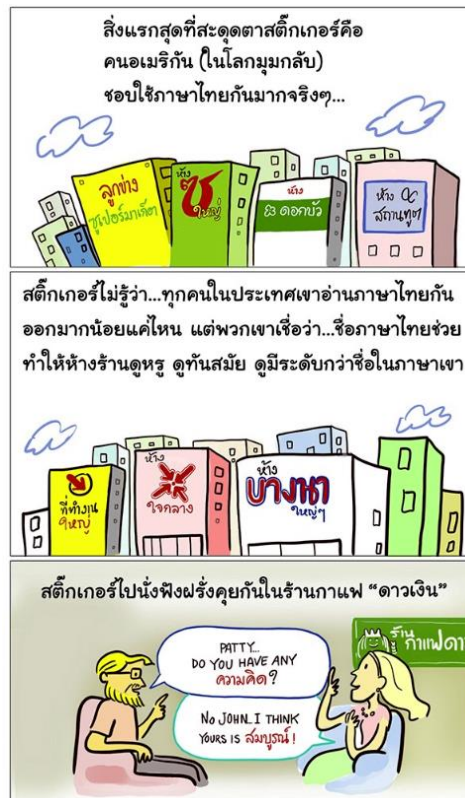 สิ่งแรกสุดที่สะดุดตาสติ๊กเกอร์คือ
คนอเมริกัน (ในโลกมุมกลับ)
ชอบใช้ภาษาไทยกันมากจริงๆ...
ลูกข่าง
ซูเปอร์มาเก็ต
ห้าง
ซ
ใหญ่
ห้าง
ดอกบัว
ห้าง
สถานทูต
สติ๊กเกอร์ไม่รู้ว่า...ทุกคนในประเทศเขาอ่านภาษาไทยกัน
ออกมากน้อยแค่ไหน แต่พวกเขาเชื่อว่า...ชื่อภาษาไทยช่วย
ทำให้ห้างร้านดูหรู ดูทันสมัย ดูมีระดับกว่าชื่อในภาษาเขา
ที่ทำงาน
ใหญ่
ห้าง
ใจกลาง
ห้าง
บางนา
ใหญ่ๆ
สติ๊กเกอร์ไปนั่งฟังฝรั่งคุยกันในร้านกาแฟ “ดาวเงิน”
ร้าน
กาแฟดา
PATTY...
DO YOU HAVE ANY
ความคิด?
NO JOHN..I THINK
YOURS IS สมบูรณ์!